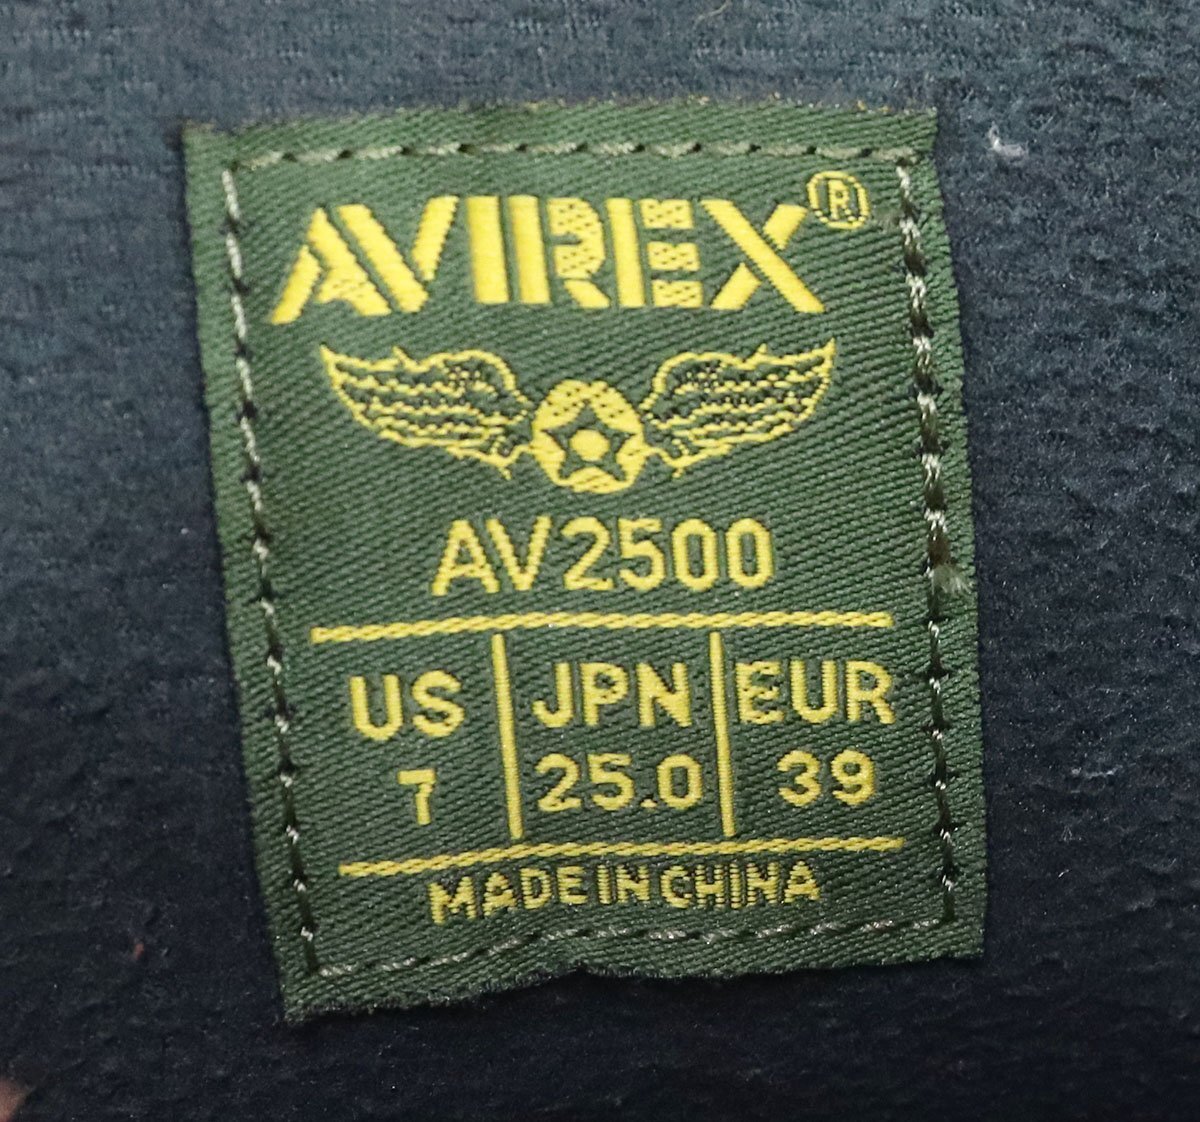 AVIREX®
AV2500
US JPN EUR
7 25.0 39
MADE IN CHINA